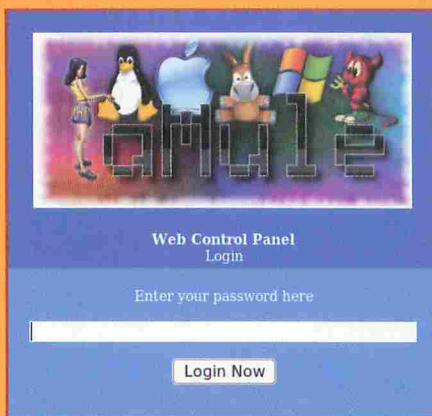 aMule
Web Control Panel
Login
Enter your password here
Login Now